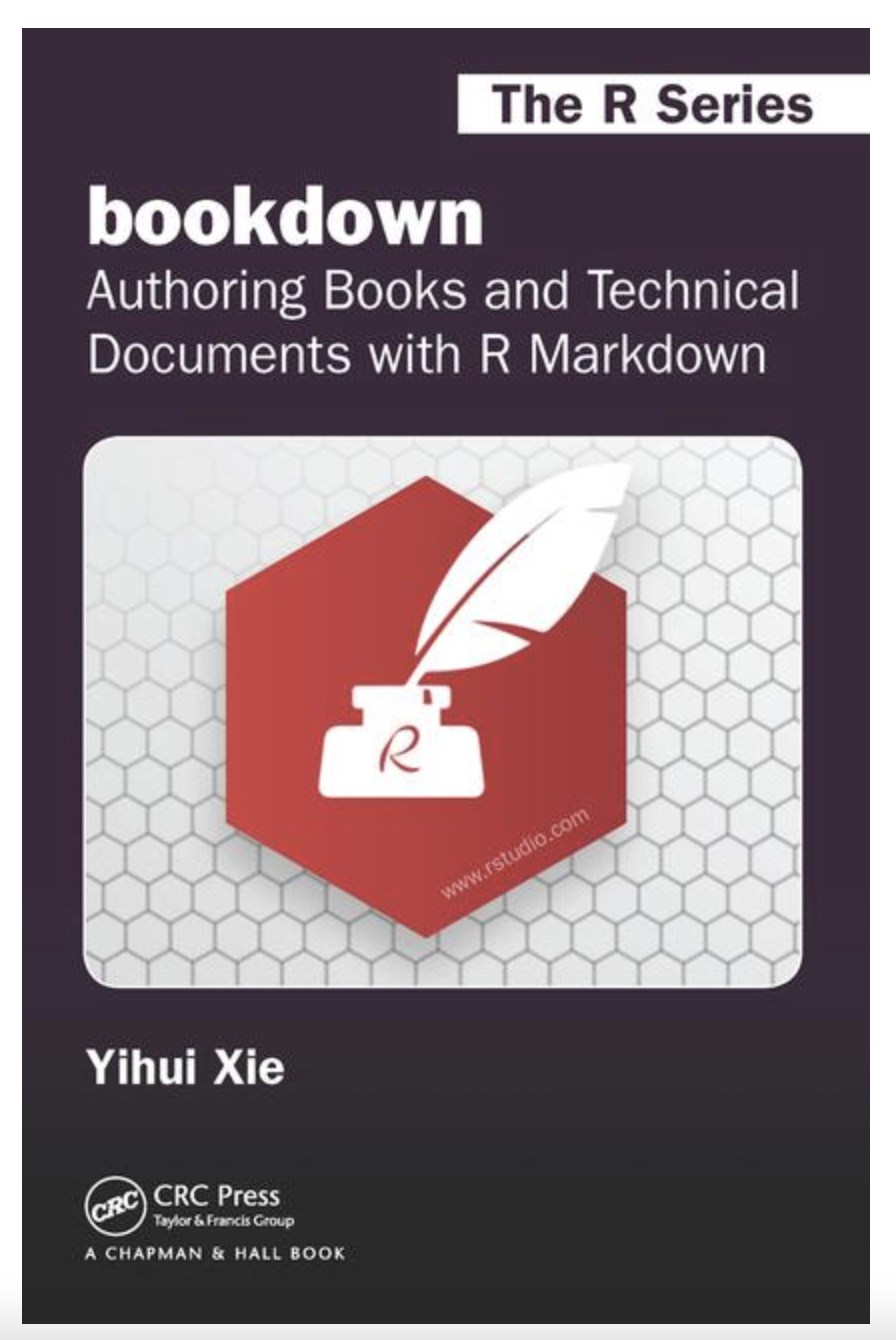 The R Series
bookdown
Authoring Books and Technical
Documents with R Markdown
R
www.rstudio.com
Yihui Xie
CRC CRC Press
Taylor & Francis Group
A CHAPMAN & HALL BOOK